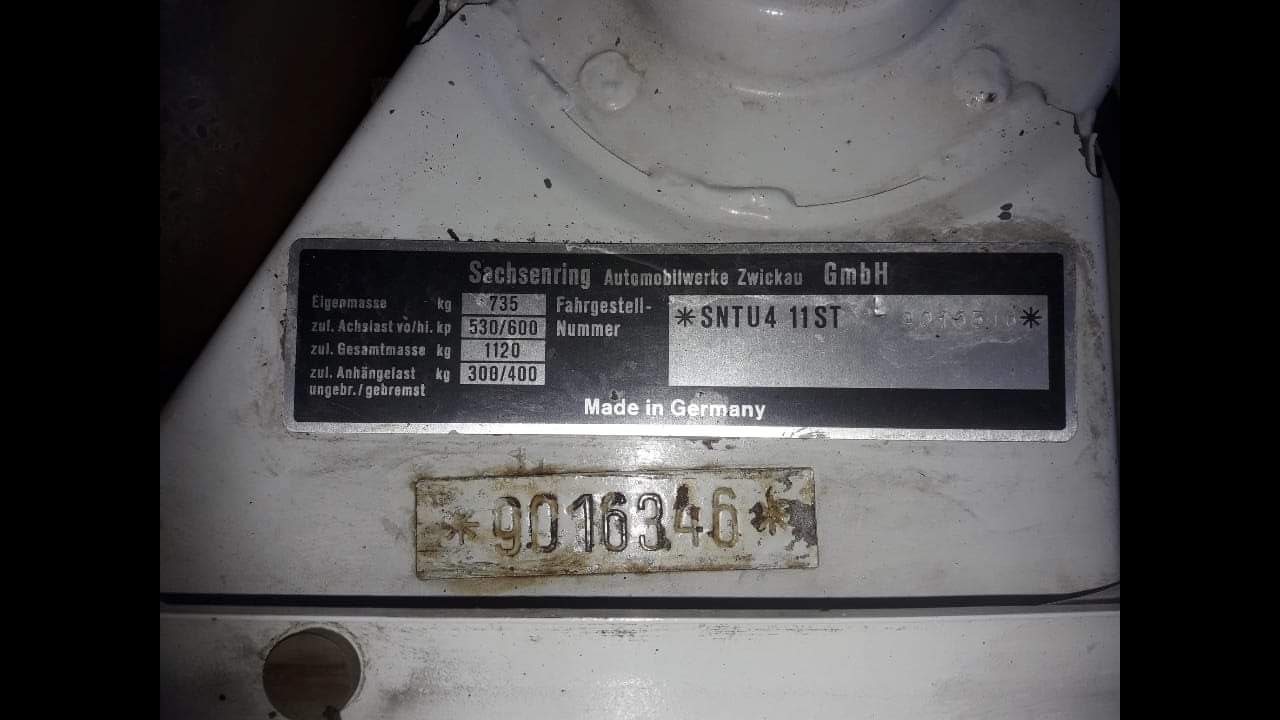 Sachsenring Automobilwerke Zwickau GmbH
Eigenmasse kg 735
zul. Achslast vo/hi. kp 530/600
zul. Gesamtmasse kg 1120
zul. Anhängelast kg 300/400
ungebr./gebremst
Fahrgestell-
Nummer
*SNTU4 11ST
*
Made in Germany
*9016346*